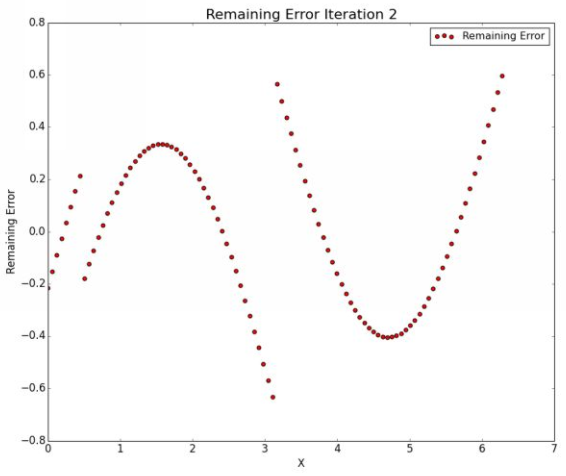 Remaining Error Iteration 2
Remaining Error
0.8
0.6
0.4
0.2
0.0
−0.2
−0.4
−0.6
−0.8
Remaining Error
0 1 2 3 4 5 6 7
X